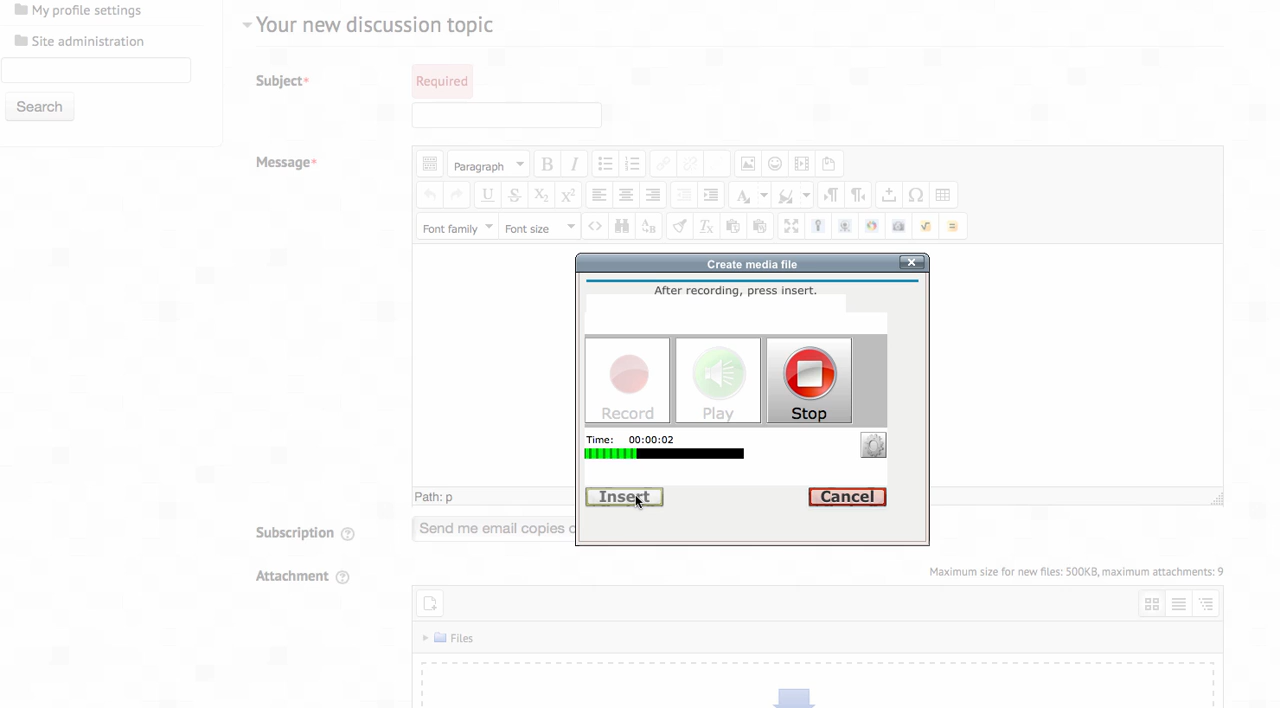 My profile settings
Site administration
Search
Your new discussion topic
Subject*
Required
Message*
Paragraph
Font family
Font size
Create media file
After recording, press insert.
Record
Play
Stop
Time: 00:00:02
Insert
Cancel
Path: p
Subscription
Send me email copies o
Attachment
Maximum size for new files: 500KB, maximum attachments: 9
Files